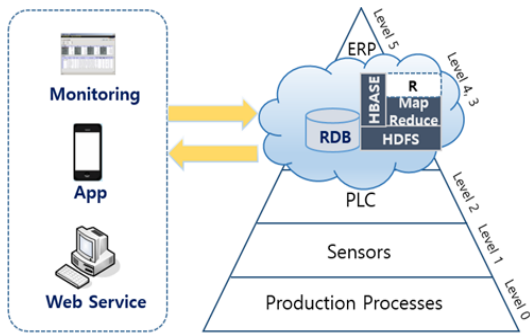 Monitoring
App
Web Service
ERP
Level 5
Level 4, 3
HBASE
R
Map
Reduce
RDB
HDFS
PLC
Level 2
Sensors
Level 1
Production Processes
Level 0